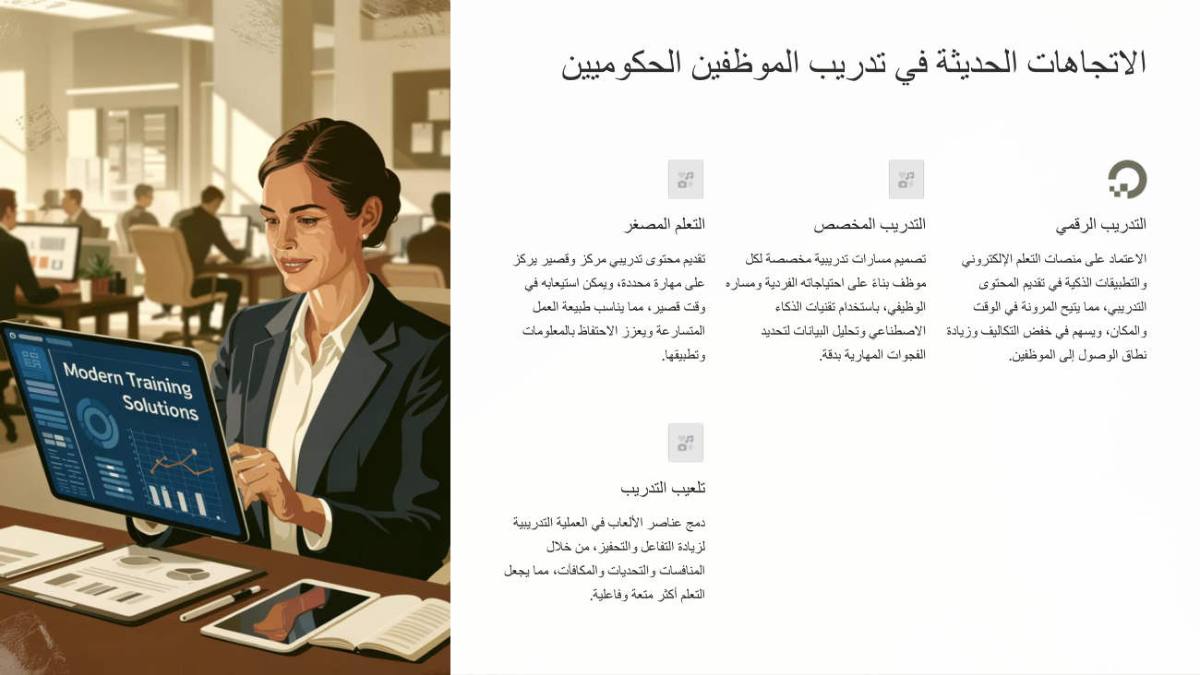 الاتجاهات الحديثة في تدريب الموظفين الحكوميين
التدريب الرقمي
الاعتماد على منصات التعلم الإلكتروني
والتطبيقات الذكية في تقديم المحتوى
التدريبي، مما يتيح المرونة في الوقت
والمكان، ويسهم في خفض التكاليف وزيادة
نطاق الوصول إلى الموظفين.
التدريب المخصص
تصميم مسارات تدريبية مخصصة لكل
موظف بناءً على احتياجاته الفردية ومساره
الوظيفي، باستخدام تقنيات الذكاء
الاصطناعي وتحليل البيانات لتحديد
الفجوات المهارية بدقة.
التعلم المصغر
تقديم محتوى تدريبي مركز وقصير يركز
على مهارة محددة، ويمكن استيعابه في
وقت قصير، مما يناسب طبيعة العمل
المتسارعة ويعزز الاحتفاظ بالمعلومات
وتطبيقها.
تلعيب التدريب
دمج عناصر الألعاب في العملية التدريبية
لزيادة التفاعل والتحفيز، من خلال
المنافسات والتحديات والمكافآت، مما يجعل
التعلم أكثر متعة وفاعلية.
Modern Training
Solutions